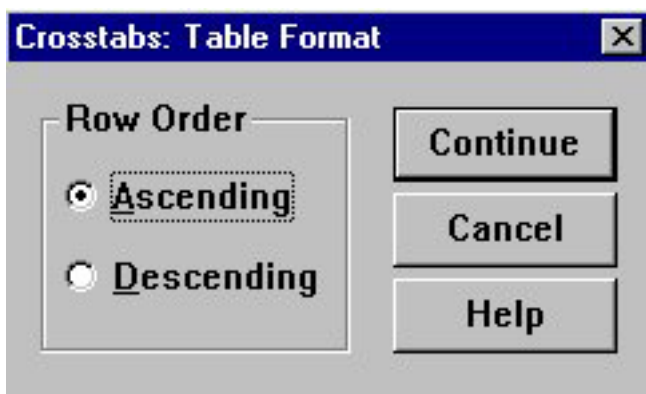 Crosstabs: Table Format
Row Order
Ascending
Descending
Continue
Cancel
Help